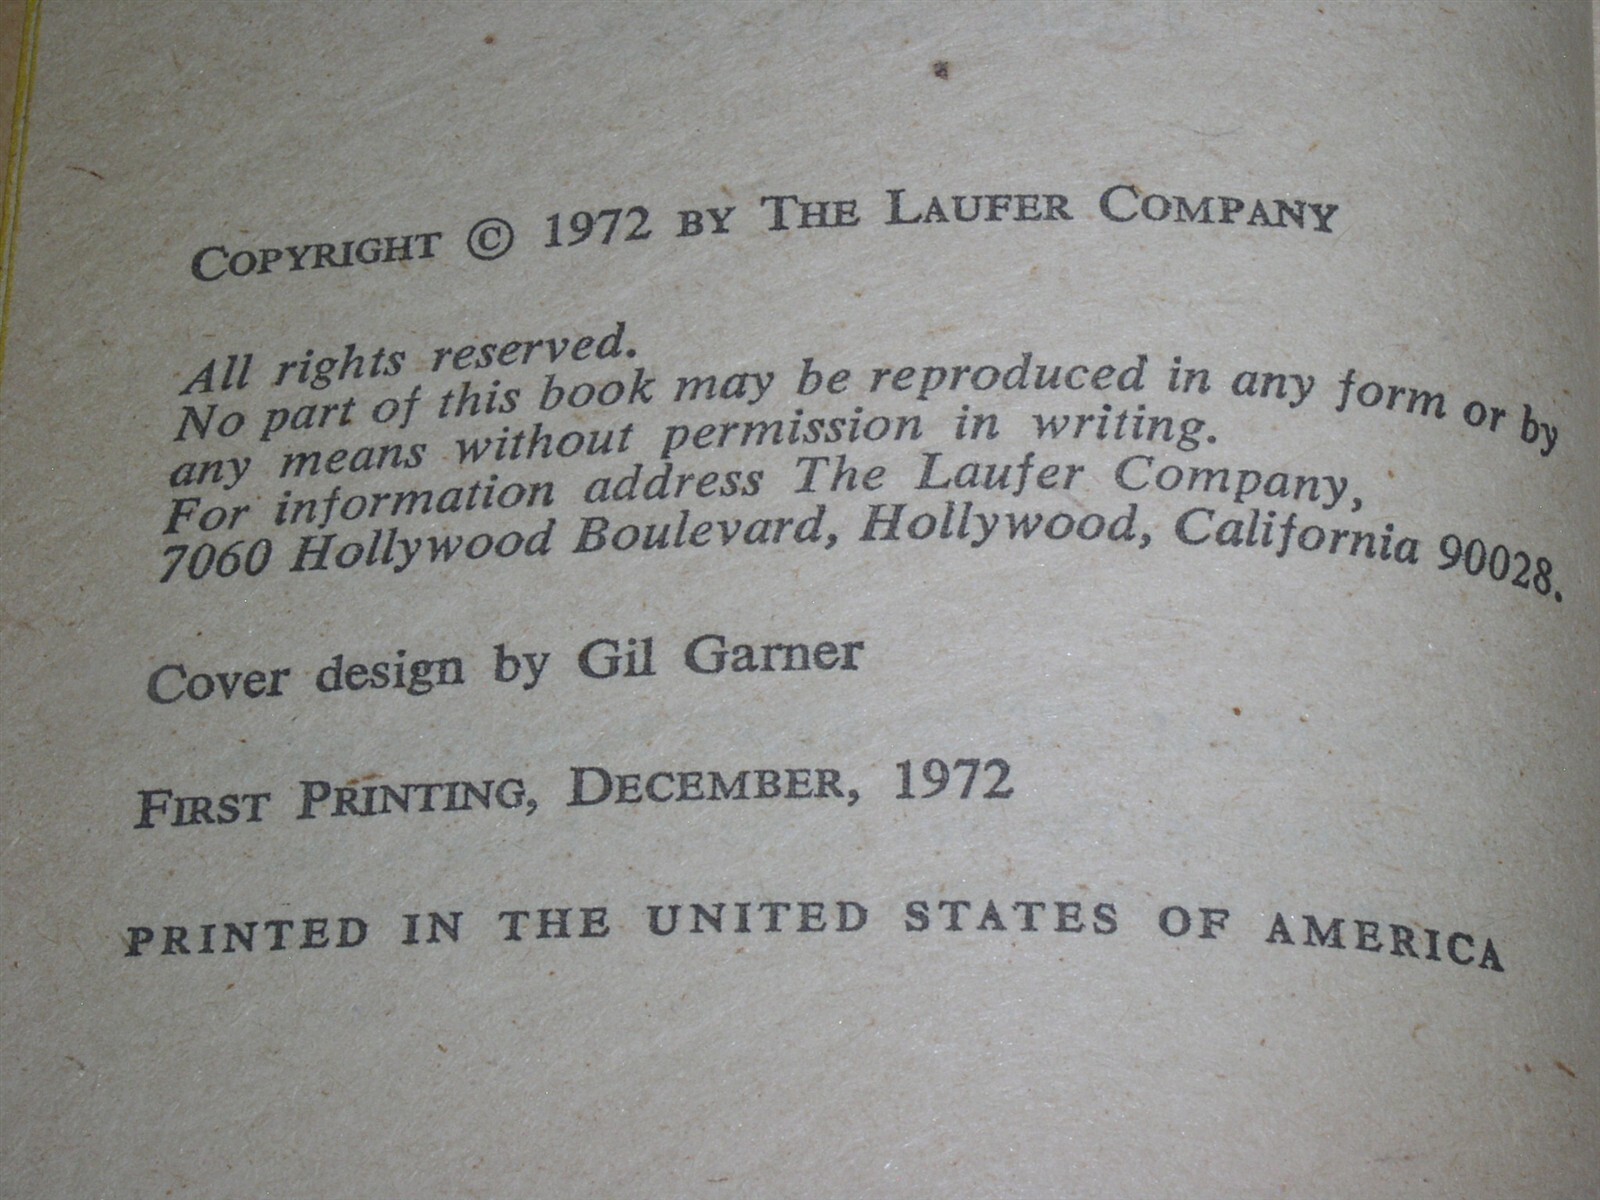 COPYRIGHT © 1972 BY THE LAUFER COMPANY
All rights reserved.
No part of this book may be reproduced in any form or by
any means without permission in writing.
For information address The Laufer Company,
7060 Hollywood Boulevard, Hollywood, California 90028.
Cover design by Gil Garner
FIRST PRINTING, DECEMBER, 1972
PRINTED IN THE UNITED STATES OF AMERICA